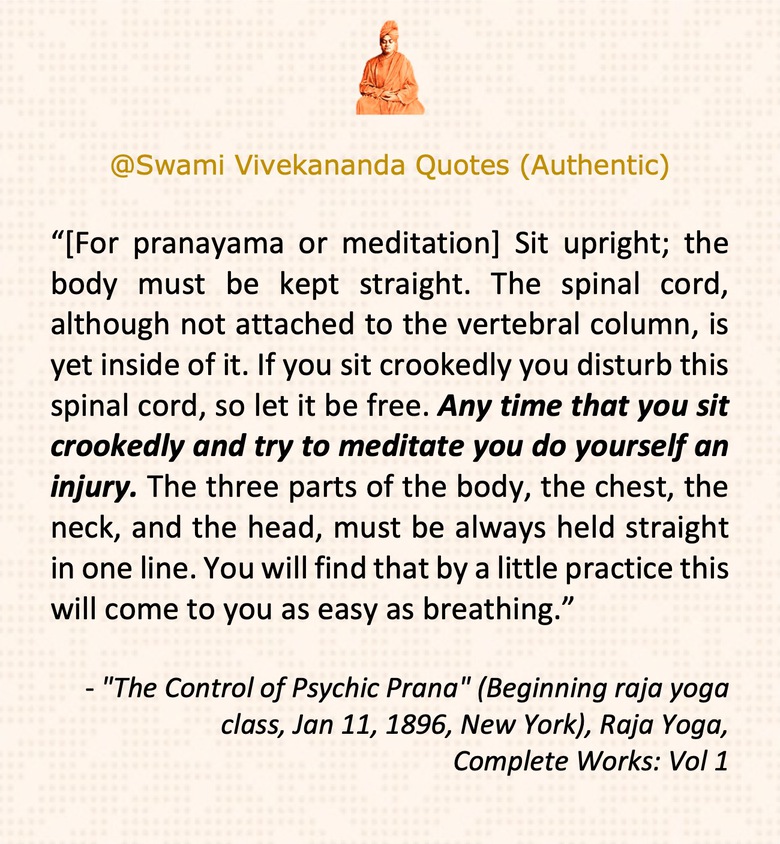 @Swami Vivekananda Quotes (Authentic)
“[For pranayama or meditation] Sit upright; the
body must be kept straight. The spinal cord,
although not attached to the vertebral column, is
yet inside of it. If you sit crookedly you disturb this
spinal cord, so let it be free. Any time that you sit
crookedly and try to meditate you do yourself an
injury. The three parts of the body, the chest, the
neck, and the head, must be always held straight
in one line. You will find that by a little practice this
will come to you as easy as breathing.”
- "The Control of Psychic Prana" (Beginning raja yoga
class, Jan 11, 1896, New York), Raja Yoga,
Complete Works: Vol 1